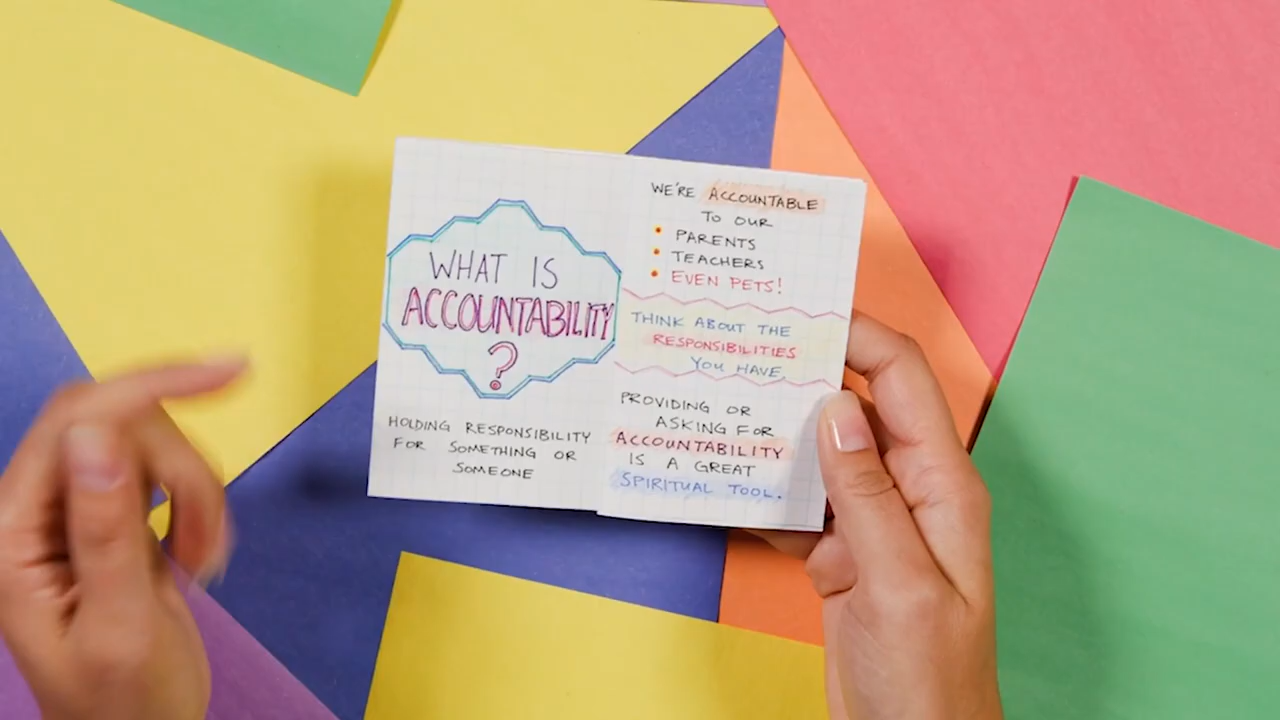 WHAT IS
ACCOUNTABILITY
?
HOLDING RESPONSIBILITY
FOR SOMETHING OR
SOMEONE
WE'RE ACCOUNTABLE
TO OUR
• PARENTS
• TEACHERS
• EVEN PETS!
THINK ABOUT THE
RESPONSIBILITIES
YOU HAVE.
PROVIDING OR
ASKING FOR
ACCOUNTABILITY
IS A GREAT
SPIRITUAL TOOL.